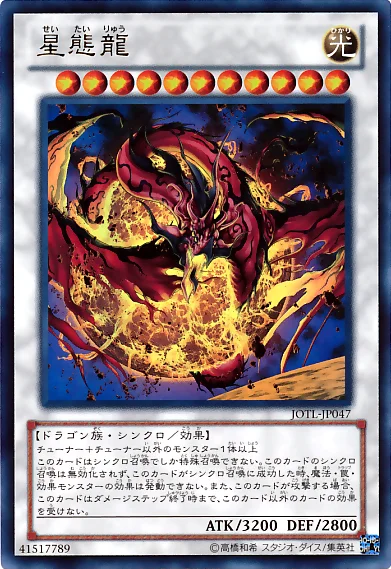 せい たい りゅう
星態龍
ひかり
光
JOTL-JP047
【ドラゴン族・シンクロ/効果】
チューナー+チューナー以外のモンスター1体以上
このカードはシンクロ召喚でしか特殊召喚できない。このカードのシンクロ
召喚は無効化されず、このカードがシンクロ召喚に成功した時、魔法・罠・
効果モンスターの効果は発動できない。また、このカードが攻撃する場合、
このカードはダメージステップ終了時まで、このカード以外のカードの効果
を受けない。
ATK/3200 DEF/2800
41517789
©高橋和希 スタジオ・ダイス/集英社